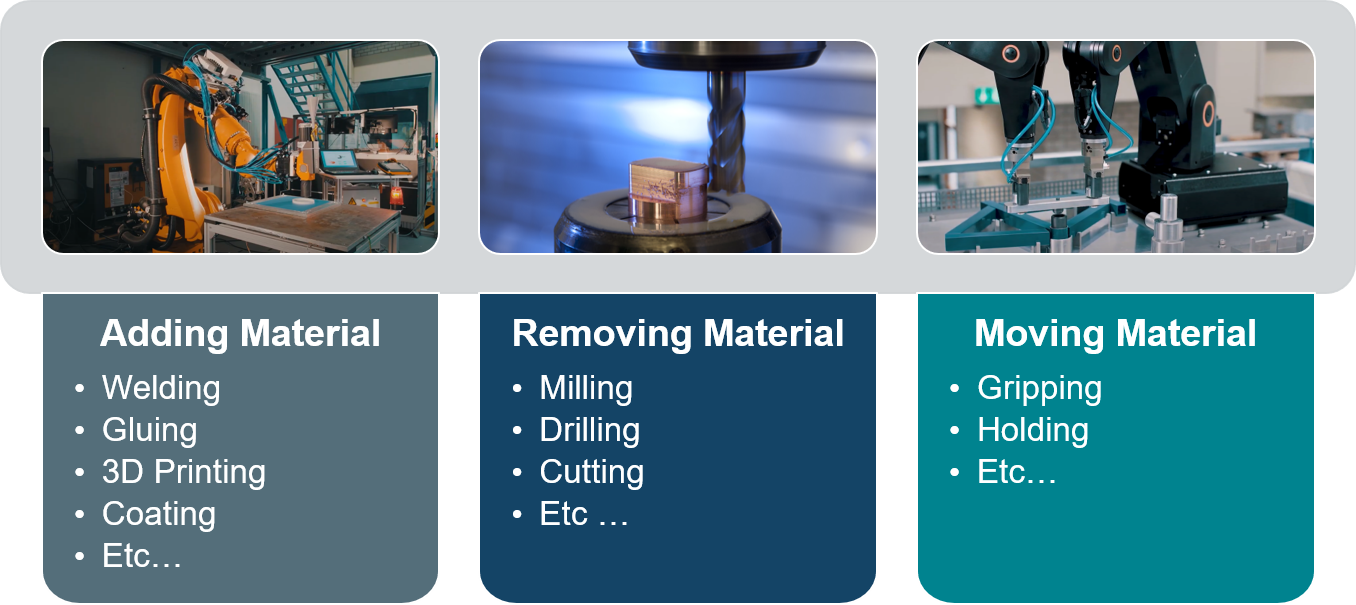 Adding Material
• Welding
• Gluing
• 3D Printing
• Coating
• Etc…
Removing Material
• Milling
• Drilling
• Cutting
• Etc …
Moving Material
• Gripping
• Holding
• Etc…